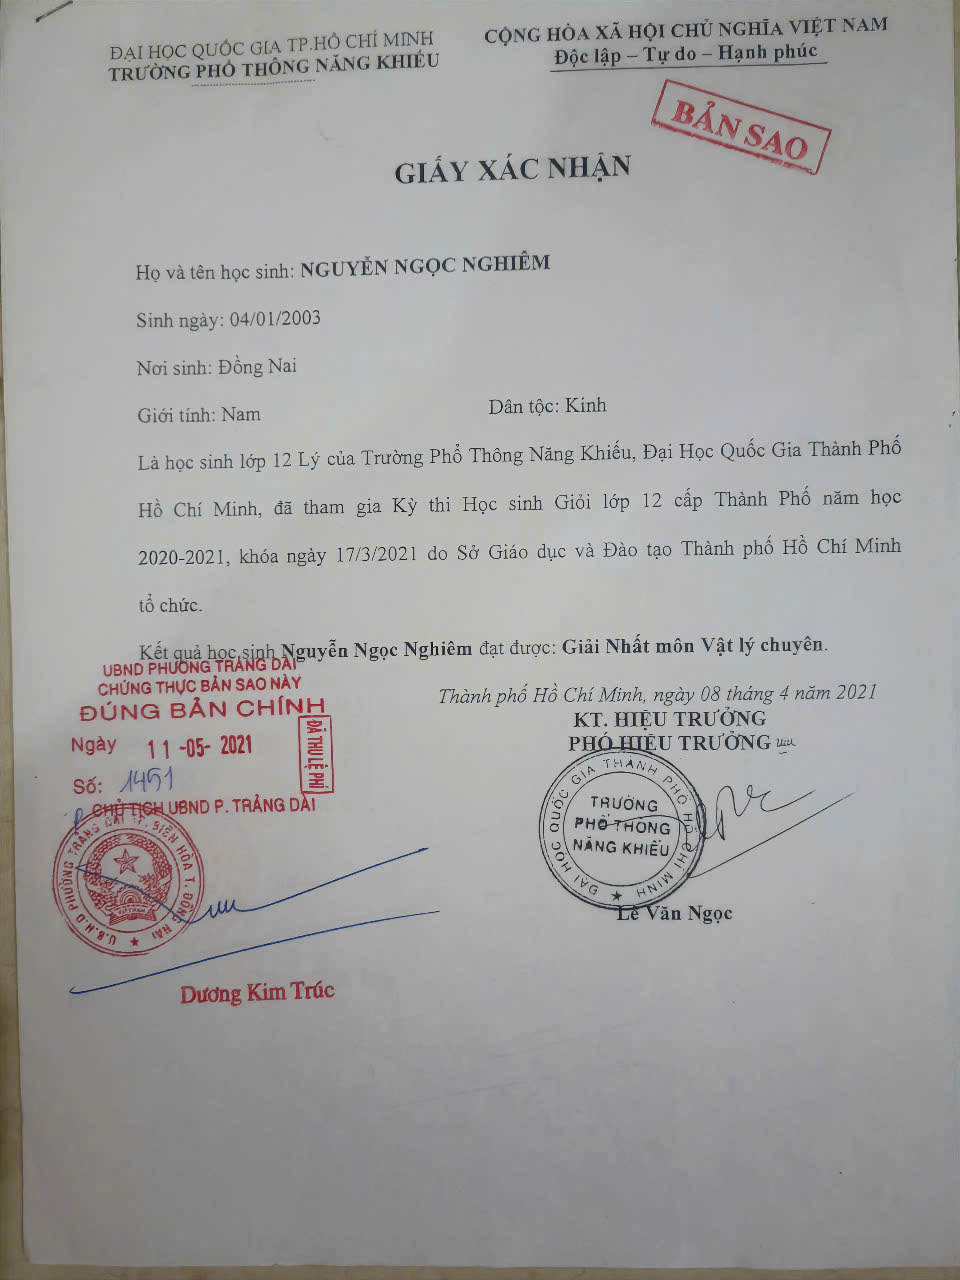 ĐẠI HỌC QUỐC GIA TP.HỒ CHÍ MINH
TRƯỜNG PHỔ THÔNG NĂNG KHIẾU
CỘNG HÒA XÃ HỘI CHỦ NGHĨA VIỆT NAM
Độc lập – Tự do – Hạnh phúc
BẢN SAO
GIẤY XÁC NHẬN
Họ và tên học sinh: NGUYỄN NGỌC NGHIÊM
Sinh ngày: 04/01/2003
Nơi sinh: Đồng Nai
Giới tính: Nam Dân tộc: Kinh
Là học sinh lớp 12 Lý của Trường Phổ Thông Năng Khiếu, Đại Học Quốc Gia Thành Phố
Hồ Chí Minh, đã tham gia Kỳ thi Học sinh Giỏi lớp 12 cấp Thành Phố năm học
2020-2021, khóa ngày 17/3/2021 do Sở Giáo dục và Đào tạo Thành phố Hồ Chí Minh
tổ chức.
Kết quả học sinh Nguyễn Ngọc Nghiêm đạt được: Giải Nhất môn Vật lý chuyên.
Thành phố Hồ Chí Minh, ngày 08 tháng 4 năm 2021
KT. HIỆU TRƯỞNG
PHÓ HIỆU TRƯỞNG
ĐẠI HỌC QUỐC GIA THÀNH PHỐ HỒ CHÍ MINH
TRƯỜNG
PHỔ THÔNG
NĂNG KHIẾU
Lê Văn Ngọc
UBND PHƯỜNG TRẢNG DÀI
CHỨNG THỰC BẢN SAO NÀY
ĐÚNG BẢN CHÍNH
Ngày 11-05-2021
ĐÃ THU LỆ PHÍ
Số: 1451
CHỦ TỊCH UBND P. TRẢNG DÀI
U.B.N.D PHƯỜNG TRẢNG DÀI TP. BIÊN HÒA T. ĐỒNG NAI
VIỆT NAM
Dương Kim Trúc